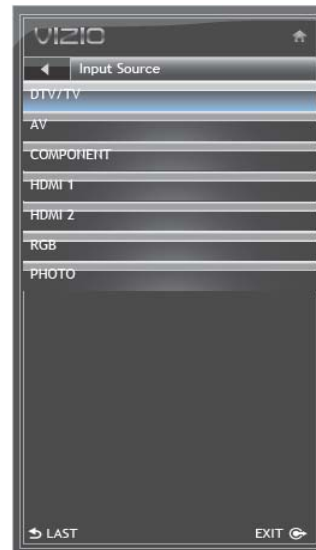 VIZIO
Input Source
DTV/TV
AV
COMPONENT
HDMI 1
HDMI 2
RGB
PHOTO
LAST EXIT